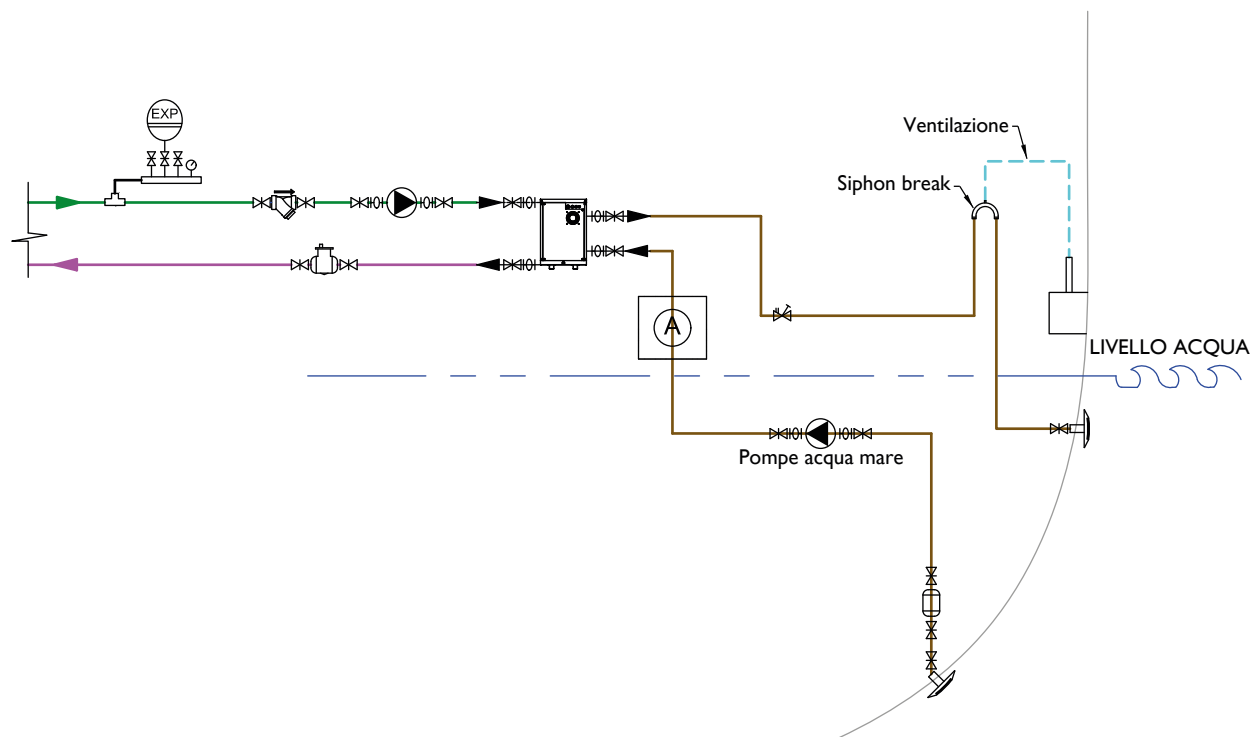 EXP
Ventilazione
Siphon break
A
LIVELLO ACQUA
Pompe acqua mare